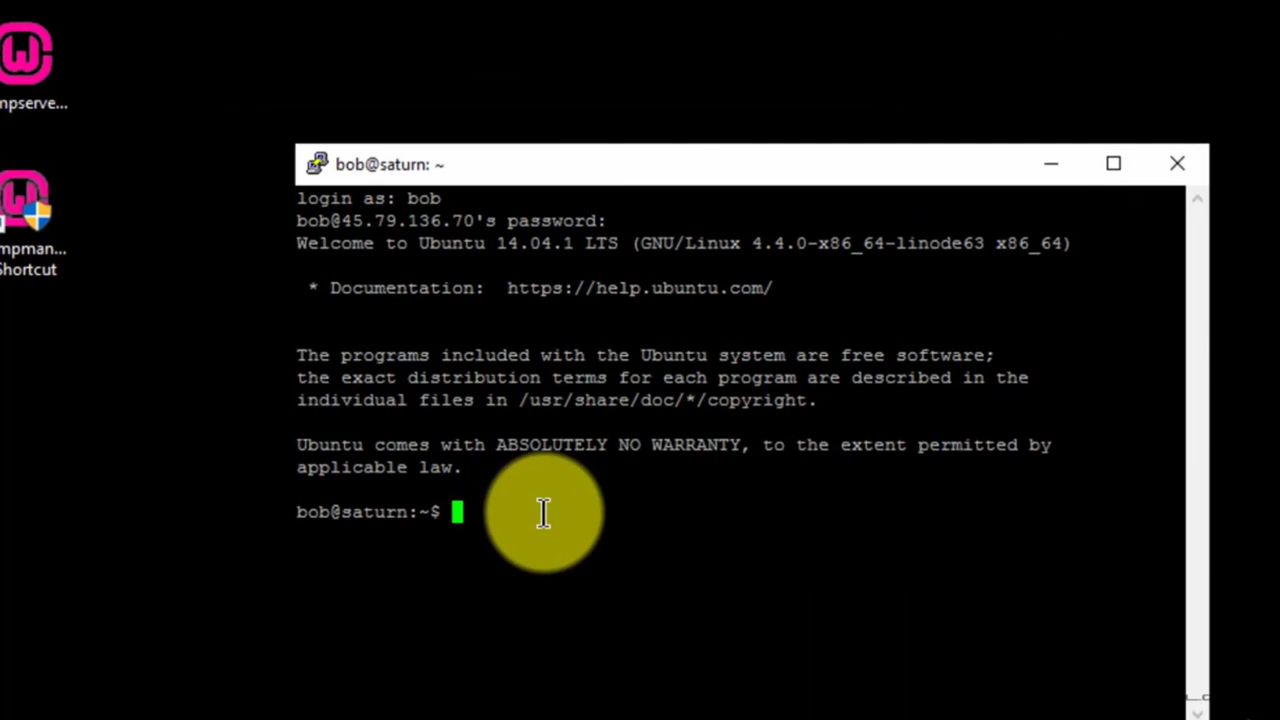 mpserve...
mpman...
Shortcut
bob@saturn: ~
login as: bob
bob@45.79.136.70's password:
Welcome to Ubuntu 14.04.1 LTS (GNU/Linux 4.4.0-x86_64-linode63 x86_64)
* Documentation:  https://help.ubuntu.com/
The programs included with the Ubuntu system are free software;
the exact distribution terms for each program are described in the
individual files in /usr/share/doc/*/copyright.
Ubuntu comes with ABSOLUTELY NO WARRANTY, to the extent permitted by
applicable law.
bob@saturn:~$